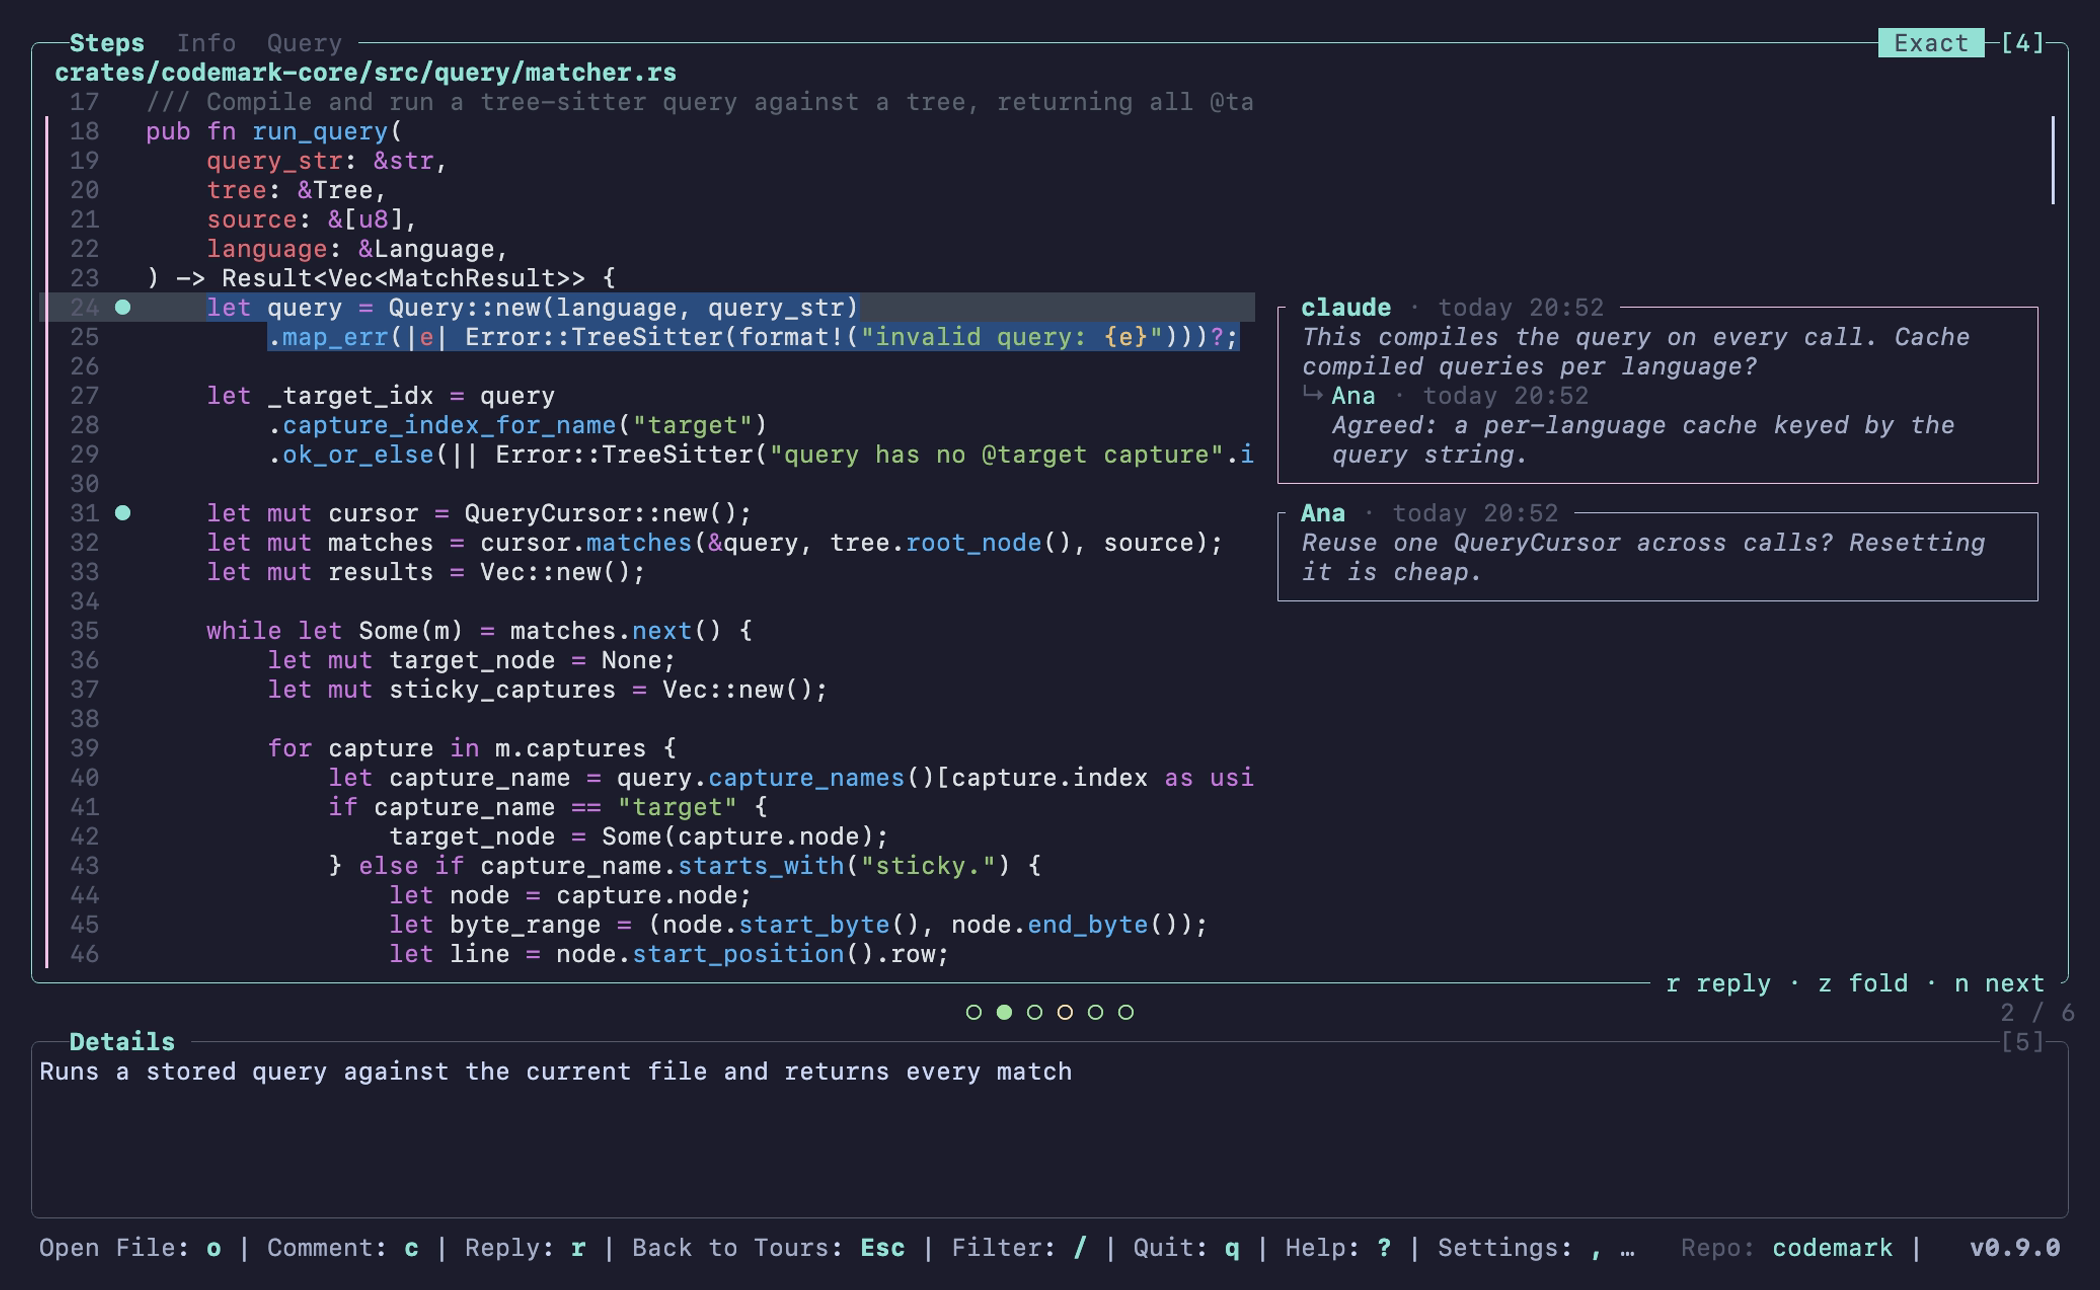 Steps Info Query Exact [4]
crates/codemark-core/src/query/matcher.rs
17 /// Compile and run a tree-sitter query against a tree, returning all @ta
18 pub fn run_query(
19 query_str: &str,
20 tree: &Tree,
21 source: &[u8],
22 language: &Language,
23 ) -> Result<Vec<MatchResult>> {
24 ● let query = Query::new(language, query_str)
25 .map_err(|e| Error::TreeSitter(format!("invalid query: {e}")))?;
26
27 let _target_idx = query
28 .capture_index_for_name("target")
29 .ok_or_else(|| Error::TreeSitter("query has no @target capture".i
30
31 ● let mut cursor = QueryCursor::new();
32 let mut matches = cursor.matches(&query, tree.root_node(), source);
33 let mut results = Vec::new();
34
35 while let Some(m) = matches.next() {
36 let mut target_node = None;
37 let mut sticky_captures = Vec::new();
38
39 for capture in m.captures {
40 let capture_name = query.capture_names()[capture.index as usi
41 if capture_name == "target" {
42 target_node = Some(capture.node);
43 } else if capture_name.starts_with("sticky.") {
44 let node = capture.node;
45 let byte_range = (node.start_byte(), node.end_byte());
46 let line = node.start_position().row;
claude · today 20:52
This compiles the query on every call. Cache
compiled queries per language?
↪ Ana · today 20:52
Agreed: a per-language cache keyed by the
query string.
Ana · today 20:52
Reuse one QueryCursor across calls? Resetting
it is cheap.
r reply · z fold · n next
2 / 6
Details [5]
Runs a stored query against the current file and returns every match
Open File: o | Comment: c | Reply: r | Back to Tours: Esc | Filter: / | Quit: q | Help: ? | Settings: , … Repo: codemark | v0.9.0